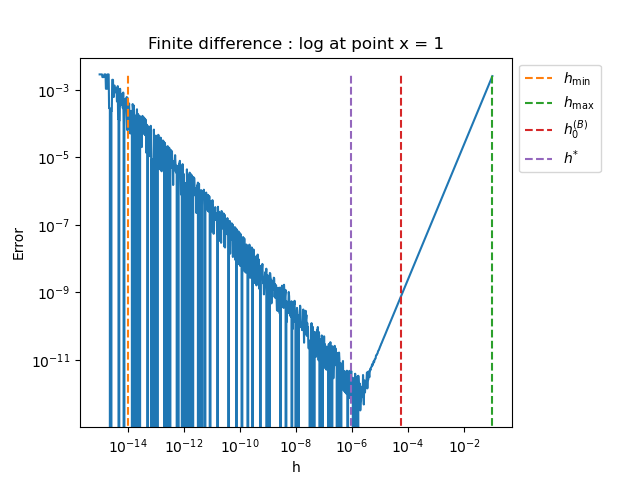 Finite difference : log at point x = 1
Error
10⁻³
10⁻⁵
10⁻⁷
10⁻⁹
10⁻¹¹
10⁻¹⁴ 10⁻¹² 10⁻¹⁰ 10⁻⁸ 10⁻⁶ 10⁻⁴ 10⁻²
h
h_min
h_max
h₀⁽ᴮ⁾
h*